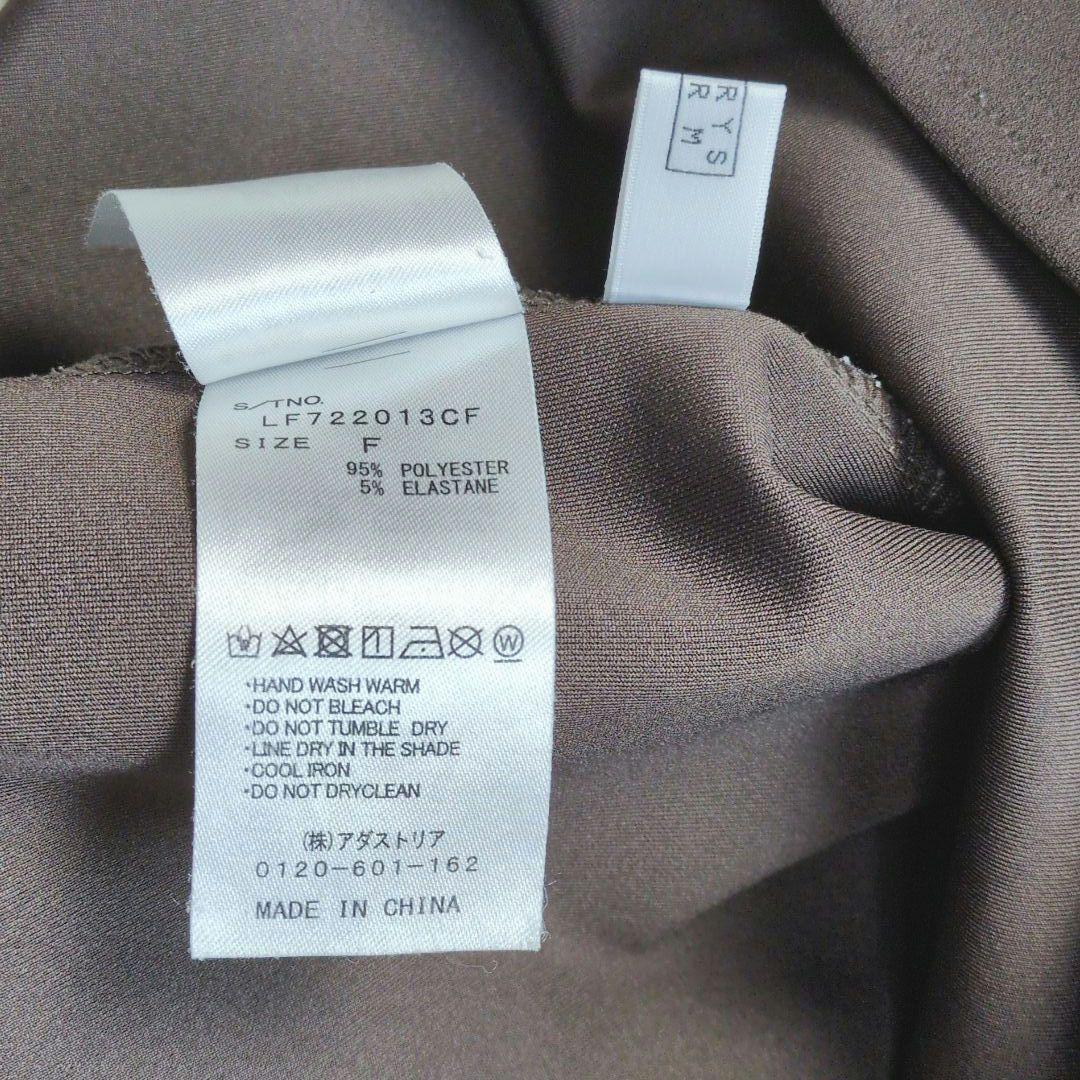 S/TNO.
LF722013CF
SIZE F
95% POLYESTER
5% ELASTANE
W
・HAND WASH WARM
・DO NOT BLEACH
・DO NOT TUMBLE DRY
・LINE DRY IN THE SHADE
・COOL IRON
・DO NOT DRYCLEAN
(株)アダストリア
0120-601-162
MADE IN CHINA
RYS
RM